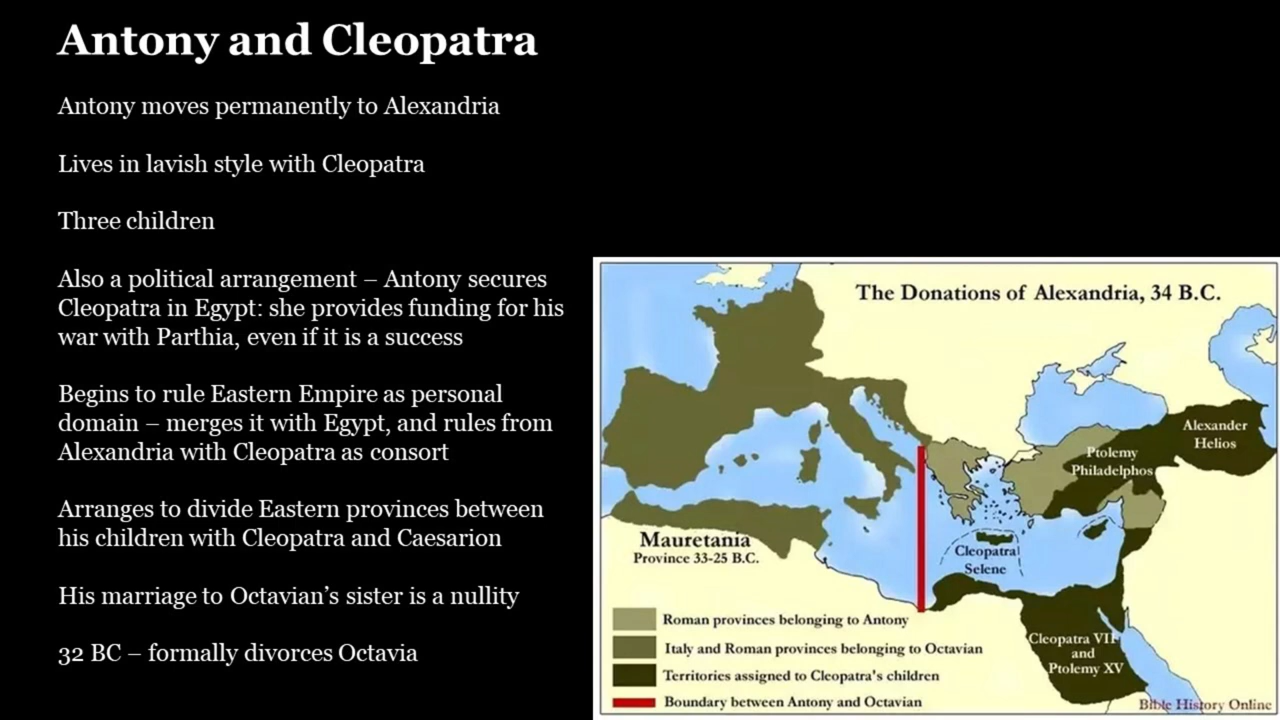 Antony and Cleopatra
Antony moves permanently to Alexandria
Lives in lavish style with Cleopatra
Three children
Also a political arrangement – Antony secures
Cleopatra in Egypt: she provides funding for his
war with Parthia, even if it is a success
Begins to rule Eastern Empire as personal
domain – merges it with Egypt, and rules from
Alexandria with Cleopatra as consort
Arranges to divide Eastern provinces between
his children with Cleopatra and Caesarion
His marriage to Octavian’s sister is a nullity
32 BC – formally divorces Octavia
The Donations of Alexandria, 34 B.C.
Alexander
Helios
Ptolemy
Philadelphos
Mauretania
Province 33-25 B.C.
Cleopatra
Selene
Cleopatra VII
and
Ptolemy XV
Roman provinces belonging to Antony
Italy and Roman provinces belonging to Octavian
Territories assigned to Cleopatra's children
Boundary between Antony and Octavian
Bible History Online